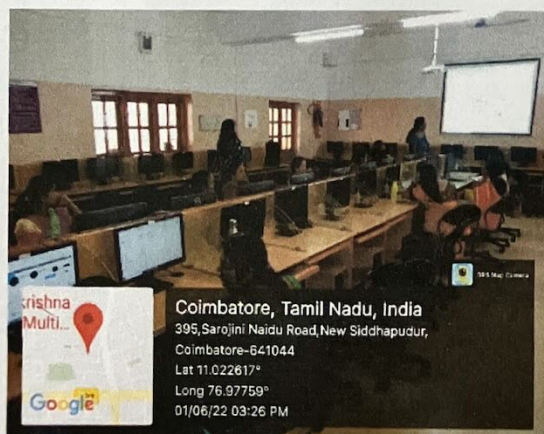 GPS Map Camera
krishna
Multi...
Google
Coimbatore, Tamil Nadu, India
395,Sarojini Naidu Road,New Siddhapudur,
Coimbatore-641044
Lat 11.022617°
Long 76.97759°
01/06/22 03:26 PM